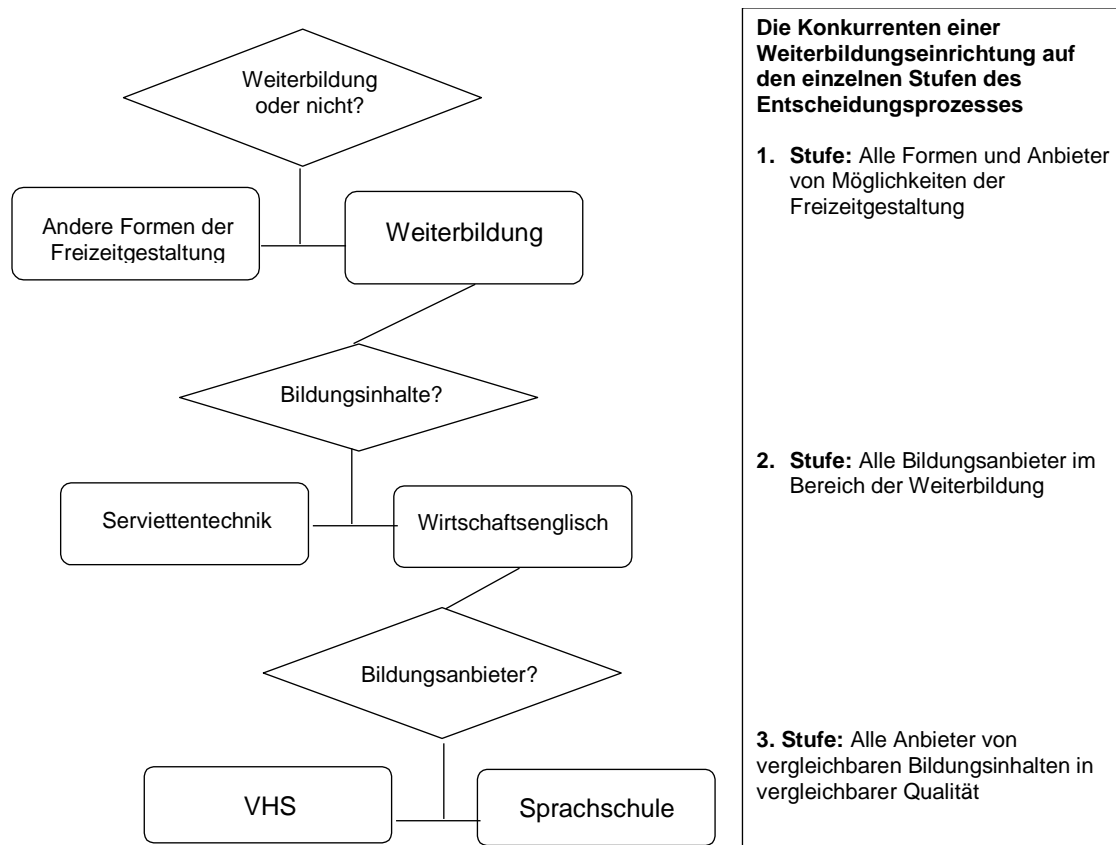 Weiterbildung
oder nicht?
Andere Formen der
Freizeitgestaltung
Weiterbildung
Bildungsinhalte?
Serviettentechnik
Wirtschaftsenglisch
Bildungsanbieter?
VHS
Sprachschule
Die Konkurrenten einer
Weiterbildungseinrichtung auf
den einzelnen Stufen des
Entscheidungsprozesses
1. Stufe: Alle Formen und Anbieter
von Möglichkeiten der
Freizeitgestaltung
2. Stufe: Alle Bildungsanbieter im
Bereich der Weiterbildung
3. Stufe: Alle Anbieter von
vergleichbaren Bildungsinhalten in
vergleichbarer Qualität